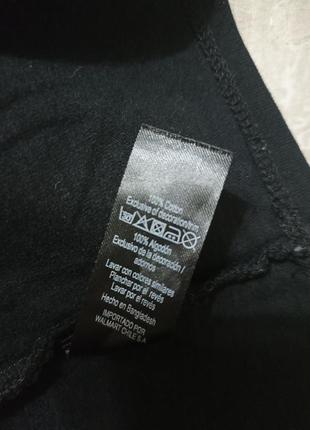 100% Cotton
Exclusive of decoration/trim
30
100% Algodón
Exclusivo de la decoración /
adornos
Lavar con colores similares
Planchar por el revés
Lavar por el revés
Hecho en Bangladesh
IMPORTADO POR
WALMART CHILE S.A.